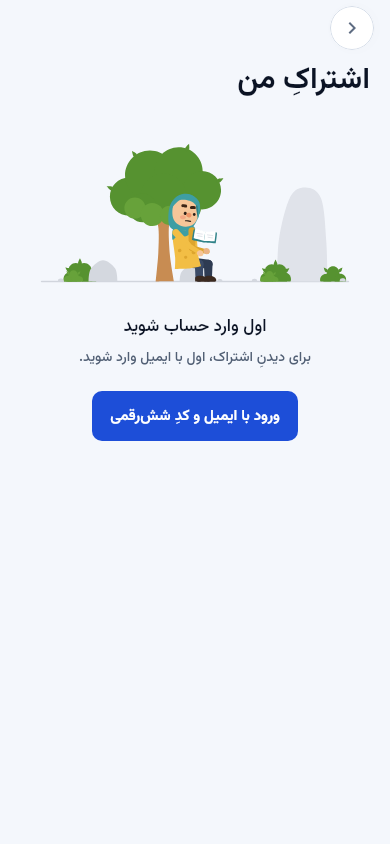 اشتراکِ من
اول وارد حساب شوید
برای دیدنِ اشتراک، اول با ایمیل وارد شوید.
ورود با ایمیل و کدِ شش‌رقمی